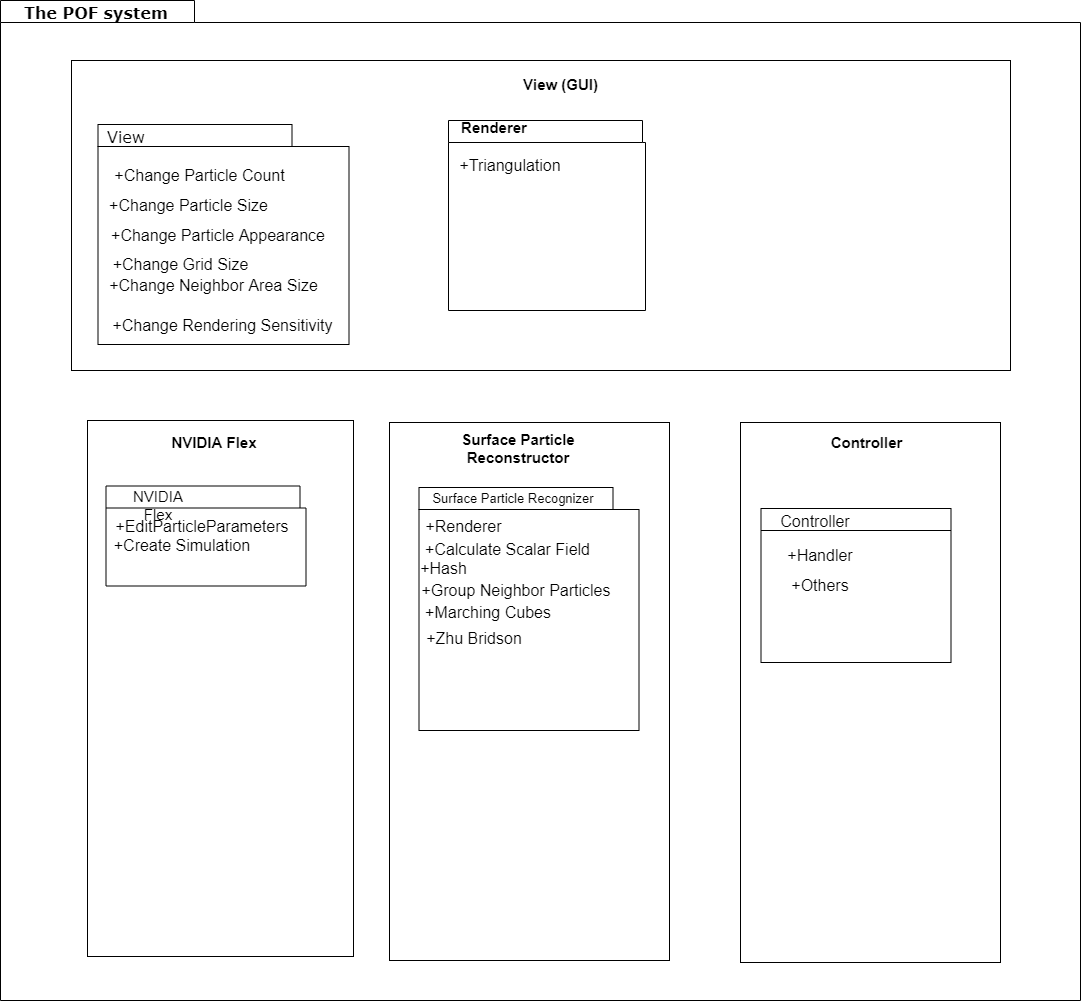 The POF system
View (GUI)
View
+Change Particle Count
+Change Particle Size
+Change Particle Appearance
+Change Grid Size
+Change Neighbor Area Size
+Change Rendering Sensitivity
Renderer
+Triangulation
NVIDIA Flex
NVIDIA
Flex
+EditParticleParameters
+Create Simulation
Surface Particle
Reconstructor
Surface Particle Recognizer
+Renderer
+Calculate Scalar Field
+Hash
+Group Neighbor Particles
+Marching Cubes
+Zhu Bridson
Controller
Controller
+Handler
+Others